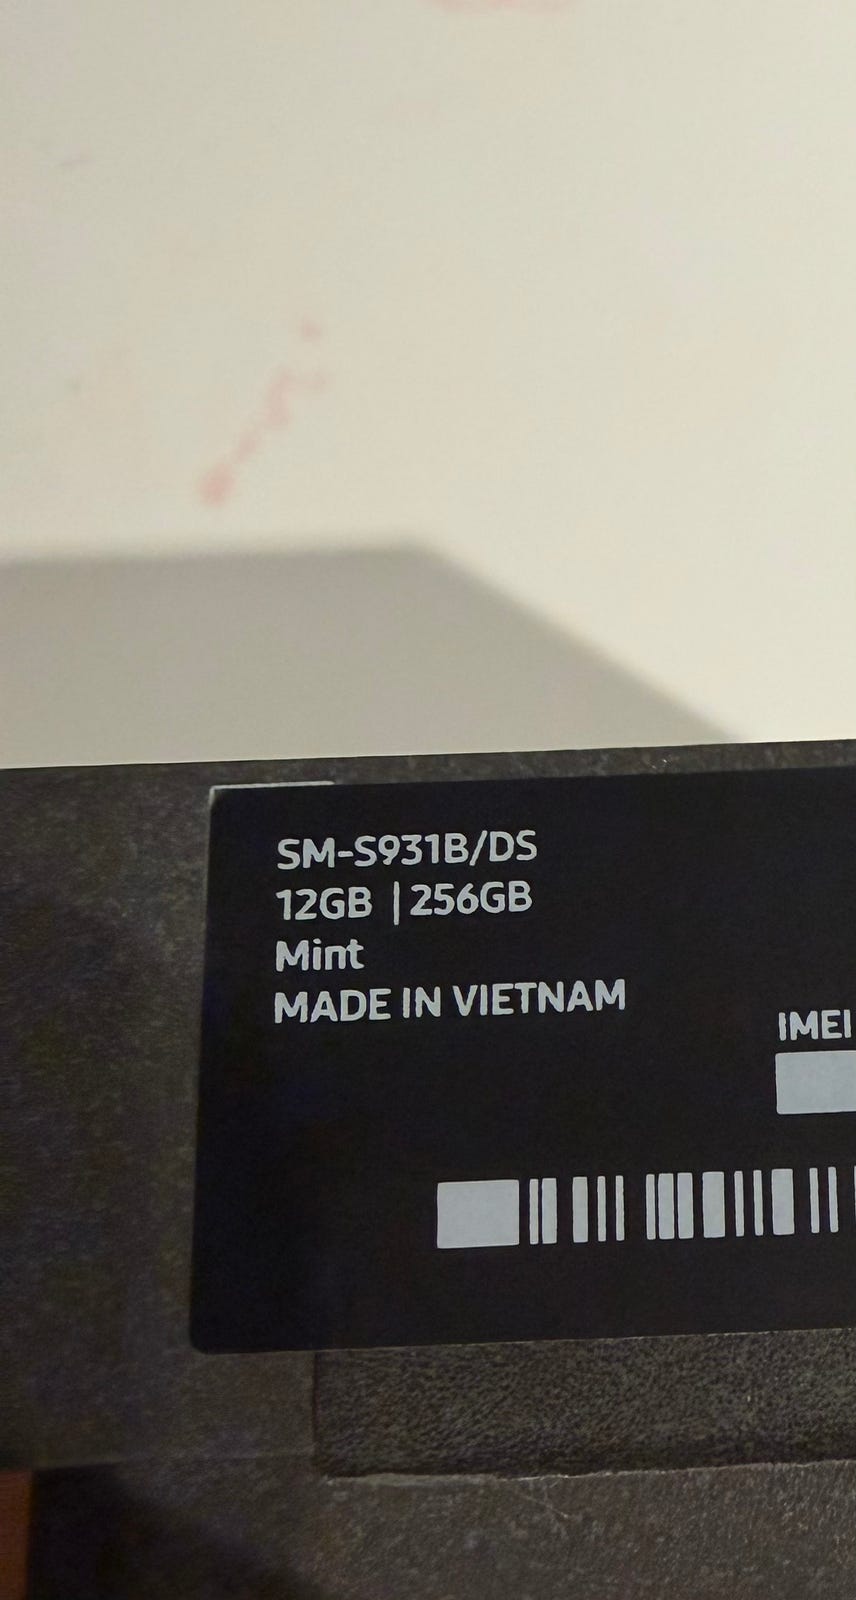 SM-S931B/DS
12GB | 256GB
Mint
MADE IN VIETNAM
IMEI